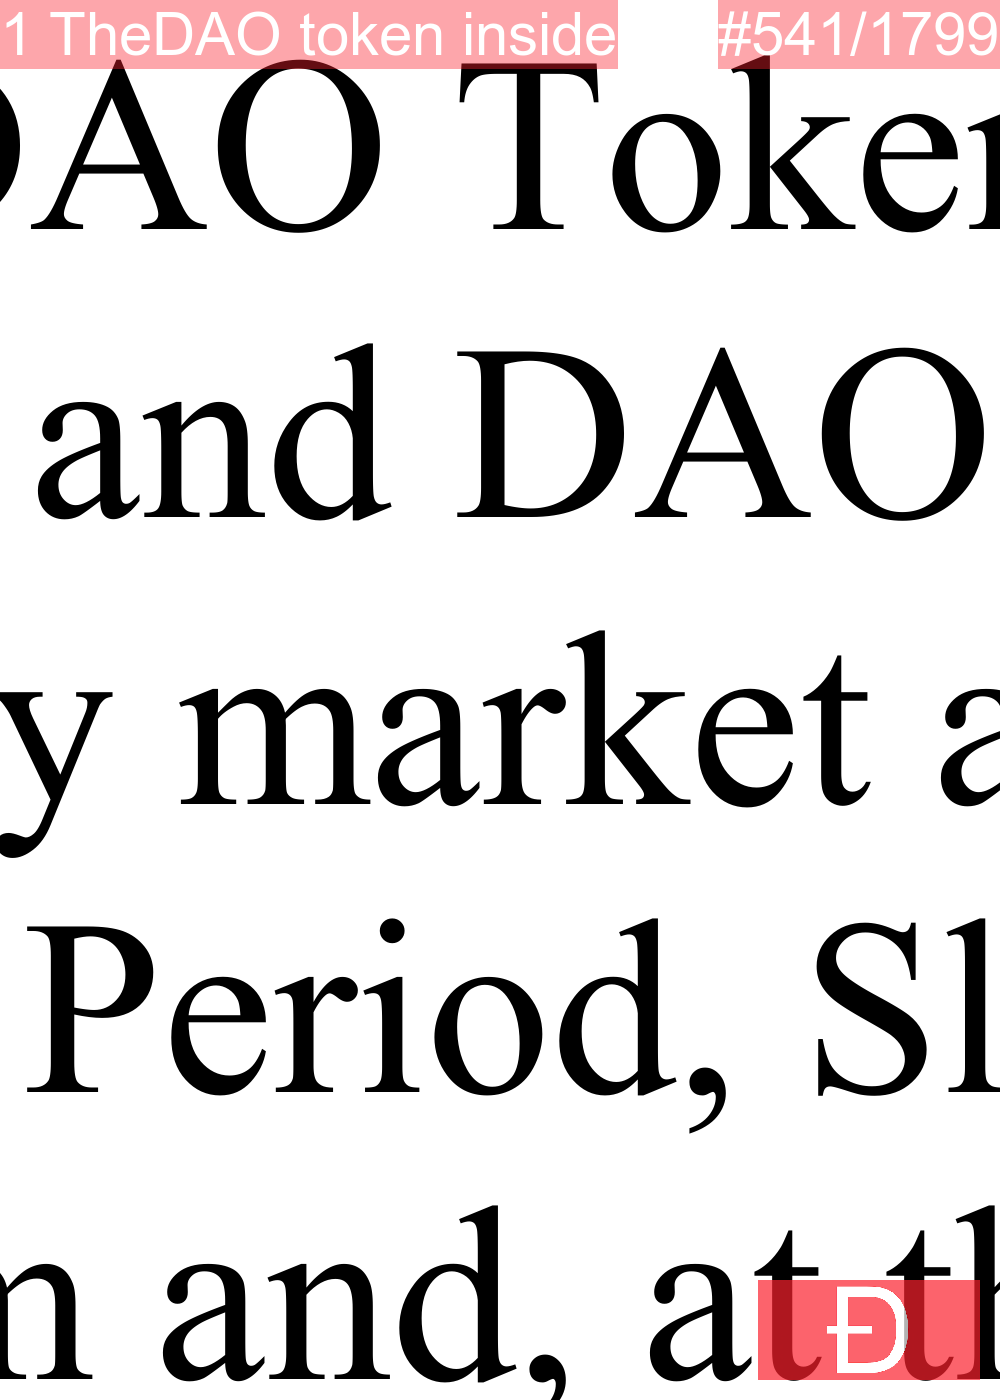 1 TheDAO token inside #541/1799
DAO Token
and DAO
y market a
Period, Sl
n and, at th
Ð